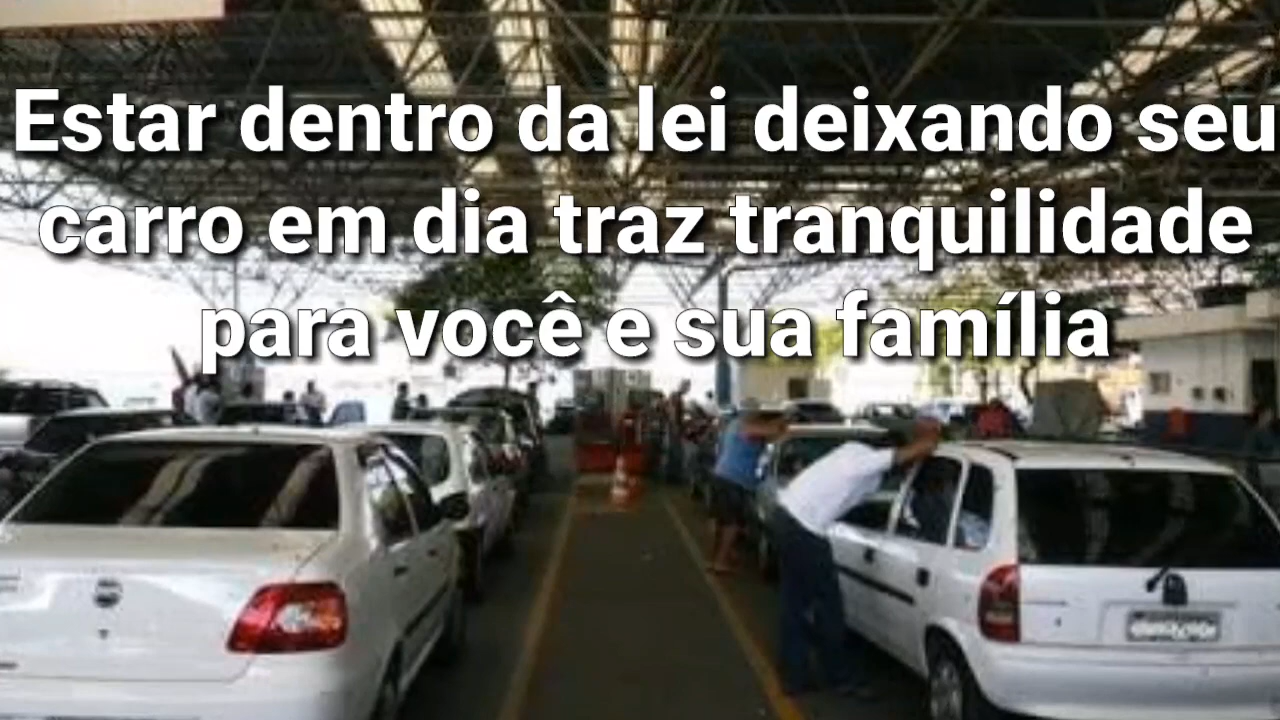 Estar dentro da lei deixando seu
carro em dia traz tranquilidade
para você e sua família